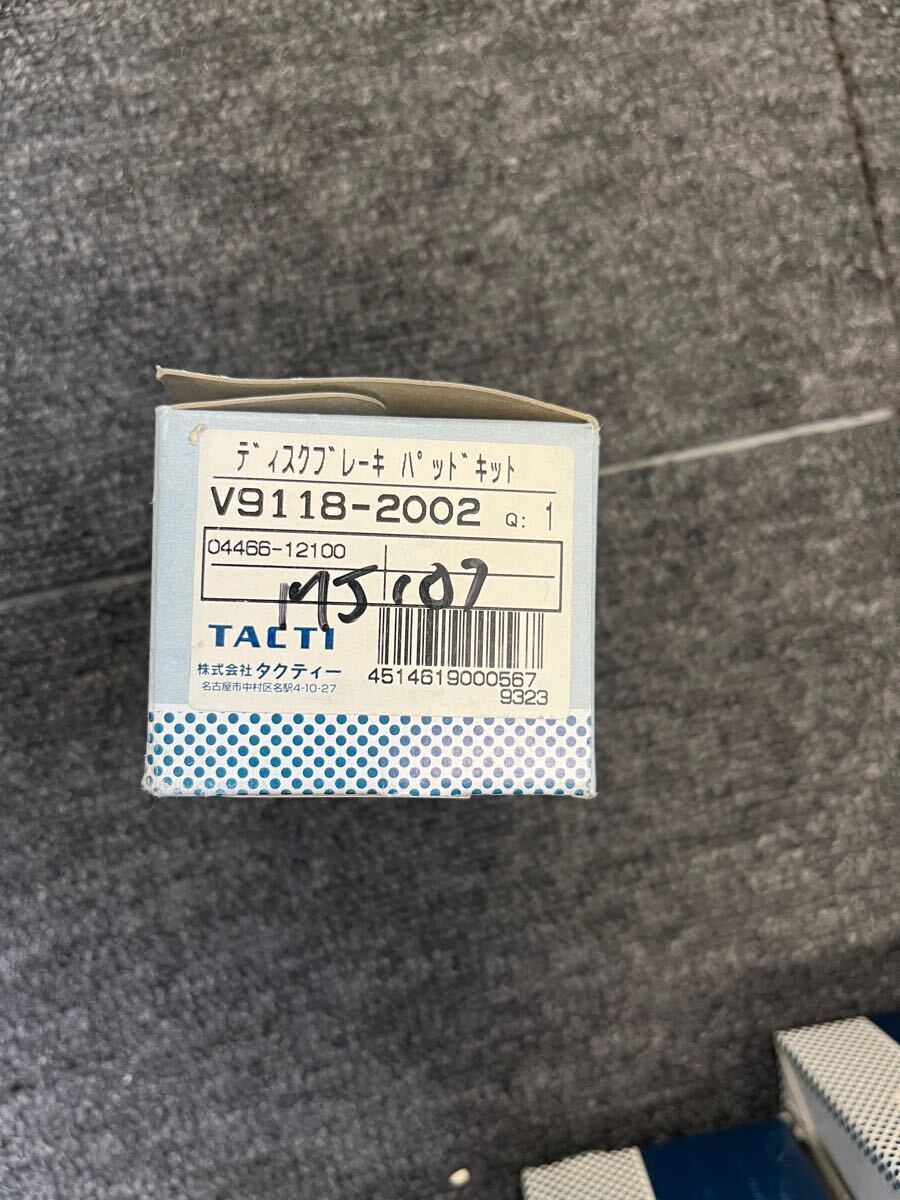 ディスクブレーキ パッドキット
V9118-2002 Q: 1
04466-12100
MJ107
TACTI
株式会社 タクティー
名古屋市中村区名駅4-10-27
4514619000567
9323